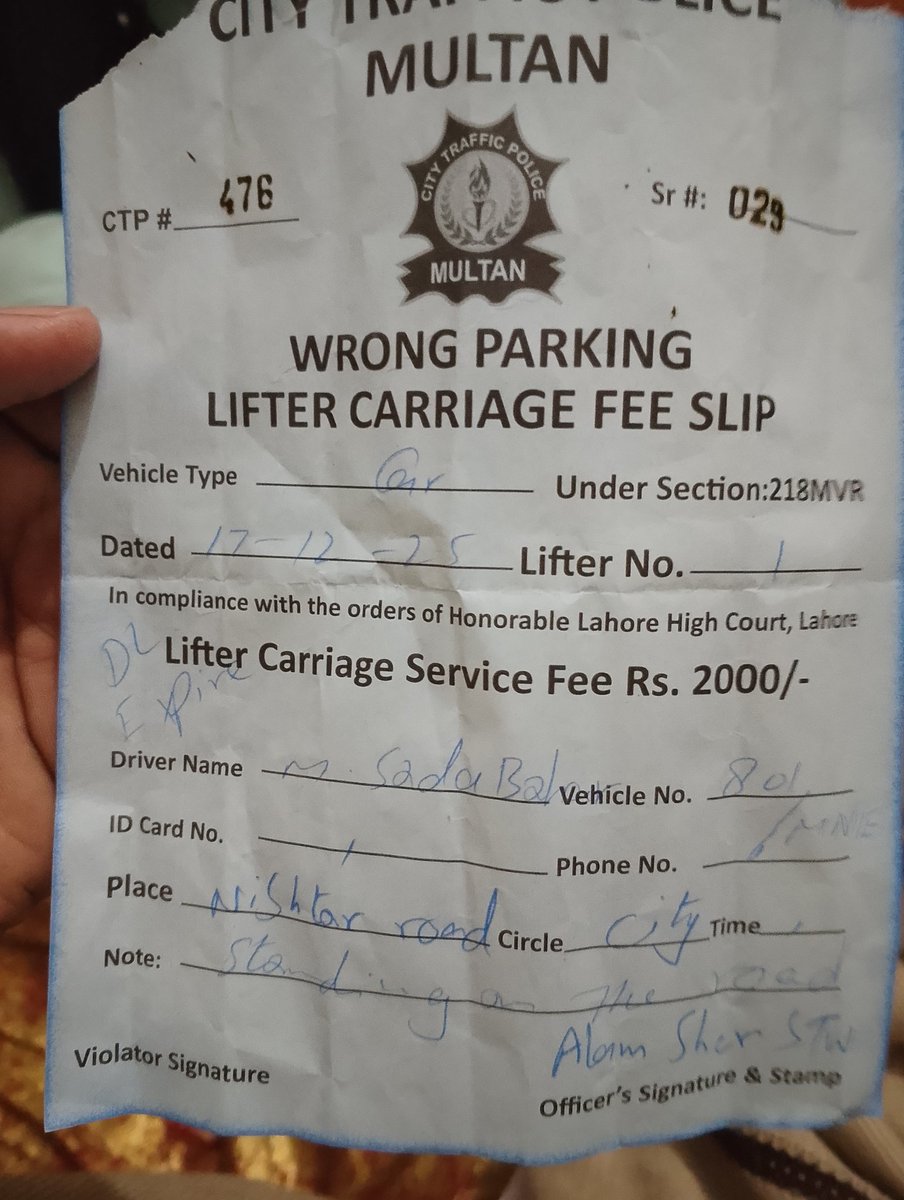 CITY TRAFFIC POLICE
MULTAN
CITY TRAFFIC POLICE
MULTAN
CTP # 476
Sr #: 029
WRONG PARKING
LIFTER CARRIAGE FEE SLIP
Vehicle Type Car Under Section:218MVR
Dated 17-12-25 Lifter No. 1
In compliance with the orders of Honorable Lahore High Court, Lahore
DL Expire
Lifter Carriage Service Fee Rs. 2000/-
Driver Name M. Sada Vehicle No. 801
ID Card No. / Phone No.
Place Nishtar road Circle City Time
Note: Standing on the road
Alam Sher
Violator Signature
Officer's Signature & Stamp